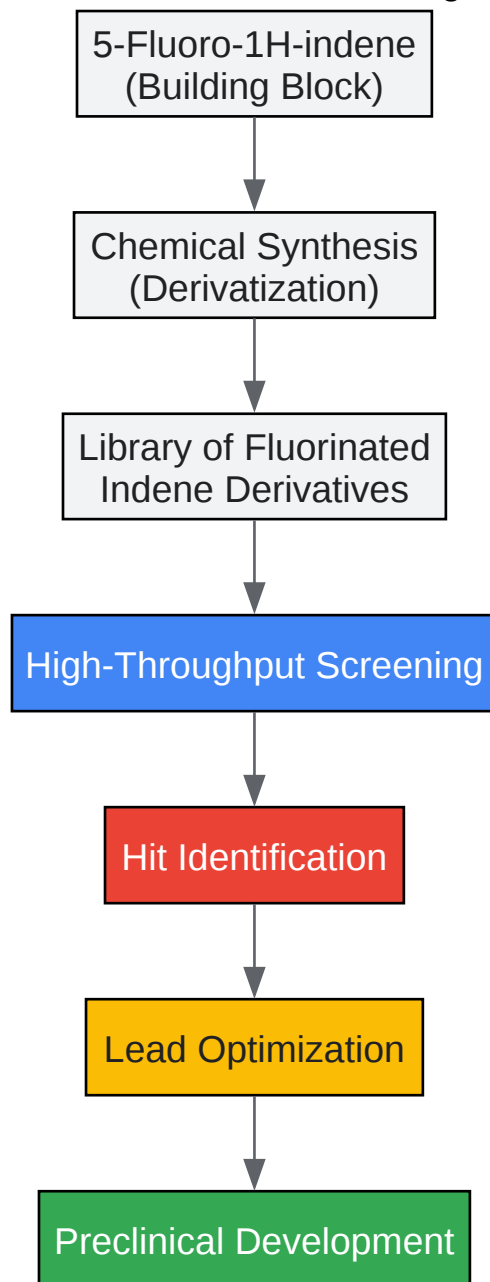 5-Fluoro-1H-indene
(Building Block)
Chemical Synthesis
(Derivatization)
Library of Fluorinated
Indene Derivatives
High-Throughput Screening
Hit Identification
Lead Optimization
Preclinical Development